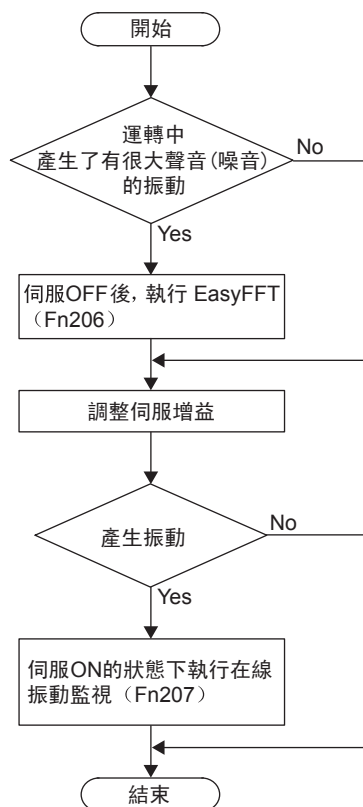 開始
運轉中
產生了有很大聲音(噪音)
的振動
No
Yes
伺服OFF後, 執行 EasyFFT
（Fn206）
調整伺服增益
產生振動
No
Yes
伺服ON的狀態下執行在線
振動監視（Fn207）
結束